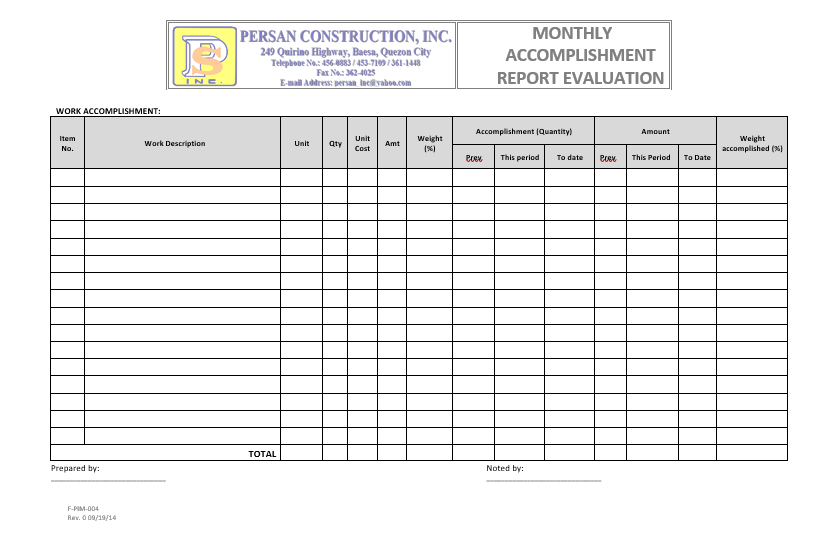 PS
INC.
PERSAN CONSTRUCTION, INC.
249 Quirino Highway, Baesa, Quezon City
Telephone No.: 456-0883 / 453-7109 / 361-1448
Fax No.: 362-4025
E-mail Address: persan_inc@yahoo.com
MONTHLY
ACCOMPLISHMENT
REPORT EVALUATION
WORK ACCOMPLISHMENT:
Item No. Work Description Unit Qty Unit Cost Amt Weight (%) Accomplishment (Quantity) Amount Weight accomplished (%)
Prev. This period To date Prev. This Period To Date
TOTAL
Prepared by: Noted by:
F-PIM-004
Rev. 0 09/19/14